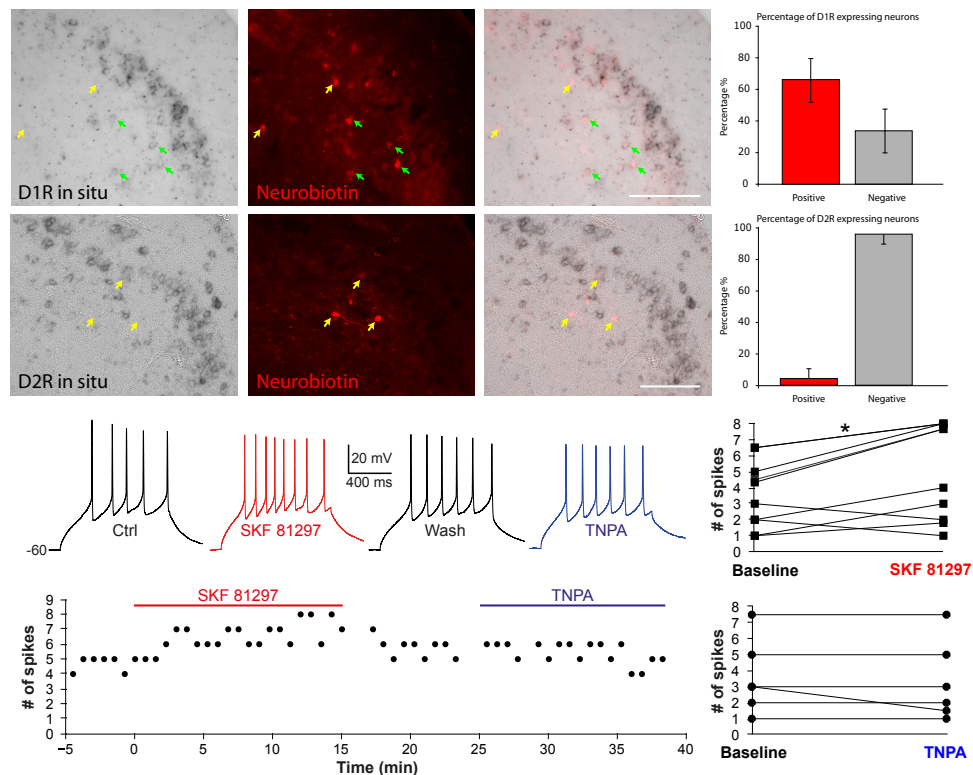 Percentage of D1R expressing neurons
Percentage %
100
80
60
40
20
0
Positive
Negative
D1R in situ
Neurobiotin
Percentage of D2R expressing neurons
Percentage %
100
80
60
40
20
0
Positive
Negative
D2R in situ
Neurobiotin
-60
Ctrl
SKF 81297
20 mV
400 ms
Wash
TNPA
# of spikes
8
7
6
5
4
3
2
1
0
*
Baseline
SKF 81297
# of spikes
9
8
7
6
5
4
3
2
1
0
SKF 81297
TNPA
−5
0
5
10
15
20
25
30
35
40
Time (min)
# of spikes
8
7
6
5
4
3
2
1
0
Baseline
TNPA